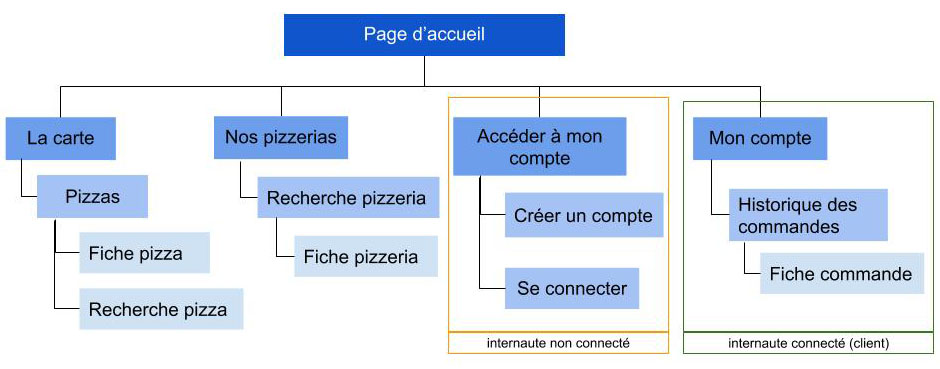 Page d’accueil
La carte
Pizzas
Fiche pizza
Recherche pizza
Nos pizzerias
Recherche pizzeria
Fiche pizzeria
Accéder à mon
compte
Créer un compte
Se connecter
internaute non connecté
Mon compte
Historique des
commandes
Fiche commande
internaute connecté (client)